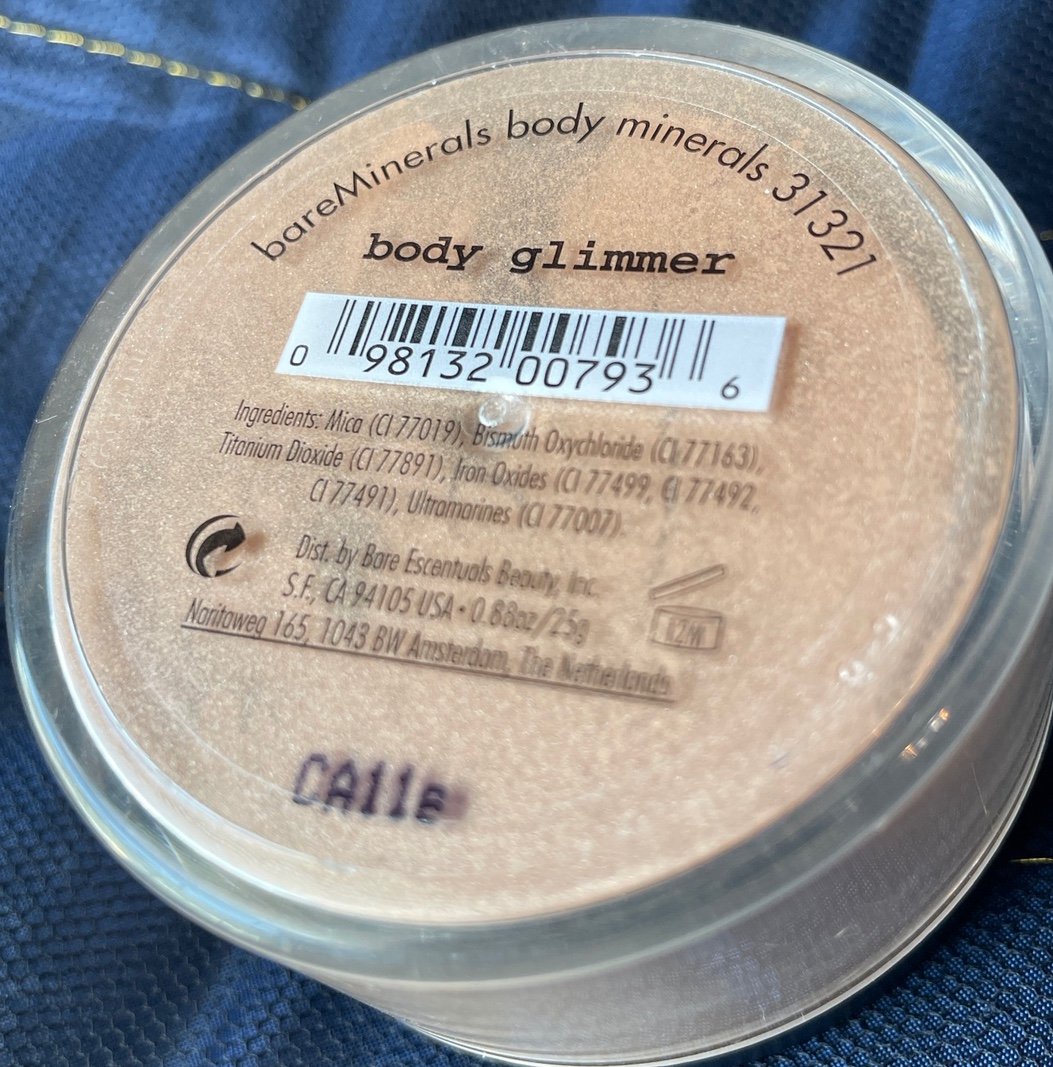 bareMinerals body minerals 31321
body glimmer
0 98132 00793 6
Ingredients: Mica (CI 77019), Bismuth Oxychloride (CI 77163),
Titanium Dioxide (CI 77891), Iron Oxides (CI 77499, CI 77492,
CI 77491), Ultramarines (CI 77007).
Dist. by Bare Escentuals Beauty, Inc.
S.F., CA 94105 USA • 0.88oz/25g
12M
Noritaweg 165, 1043 BW Amsterdam, The Netherlands